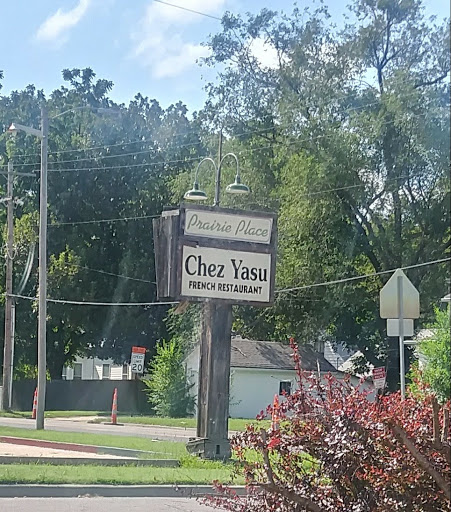 Prairie Place
Chez Yasu
FRENCH RESTAURANT
20